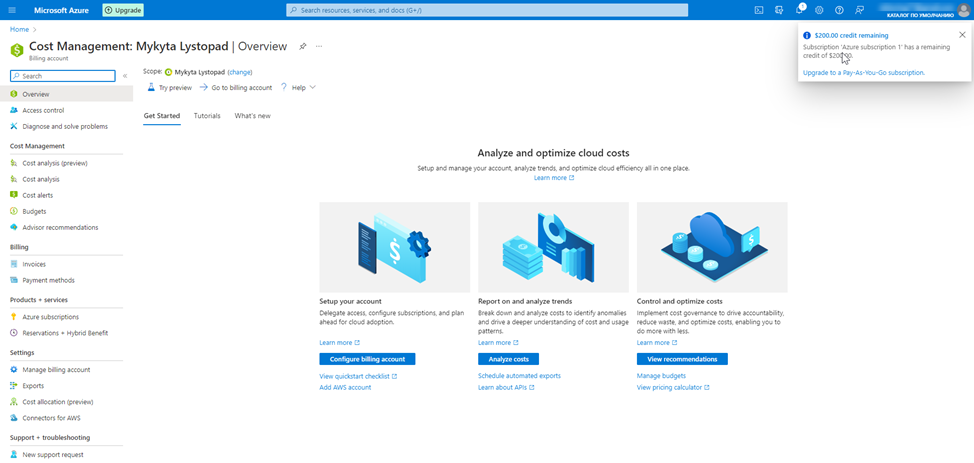 Microsoft Azure
Upgrade
Search resources, services, and docs (G+/)
1
КАТАЛОГ ПО УМОЛЧАНИЮ
Home
Cost Management: Mykyta Lystopad | Overview
Billing account
$200.00 credit remaining
Subscription 'Azure subscription 1' has a remaining
credit of $200.00.
Upgrade to a Pay-As-You-Go subscription.
Search
Overview
Access control
Diagnose and solve problems
Cost Management
Cost analysis (preview)
Cost analysis
Cost alerts
Budgets
Advisor recommendations
Billing
Invoices
Payment methods
Products + services
Azure subscriptions
Reservations + Hybrid Benefit
Settings
Manage billing account
Exports
Cost allocation (preview)
Connectors for AWS
Support + troubleshooting
New support request
Scope: Mykyta Lystopad (change)
Try preview Go to billing account Help
Get Started Tutorials What's new
Analyze and optimize cloud costs
Setup and manage your account, analyze trends, and optimize cloud efficiency all in one place.
Learn more
Setup your account
Delegate access, configure subscriptions, and plan
ahead for cloud adoption.
Learn more
Configure billing account
View quickstart checklist
Add AWS account
Report on and analyze trends
Break down and analyze costs to identify anomalies
and drive a deeper understanding of cost and usage
patterns.
Learn more
Analyze costs
Schedule automated exports
Learn about APIs
Control and optimize costs
Implement cost governance to drive accountability,
reduce waste, and optimize costs, enabling you to
do more with less.
Learn more
View recommendations
Manage budgets
View pricing calculator